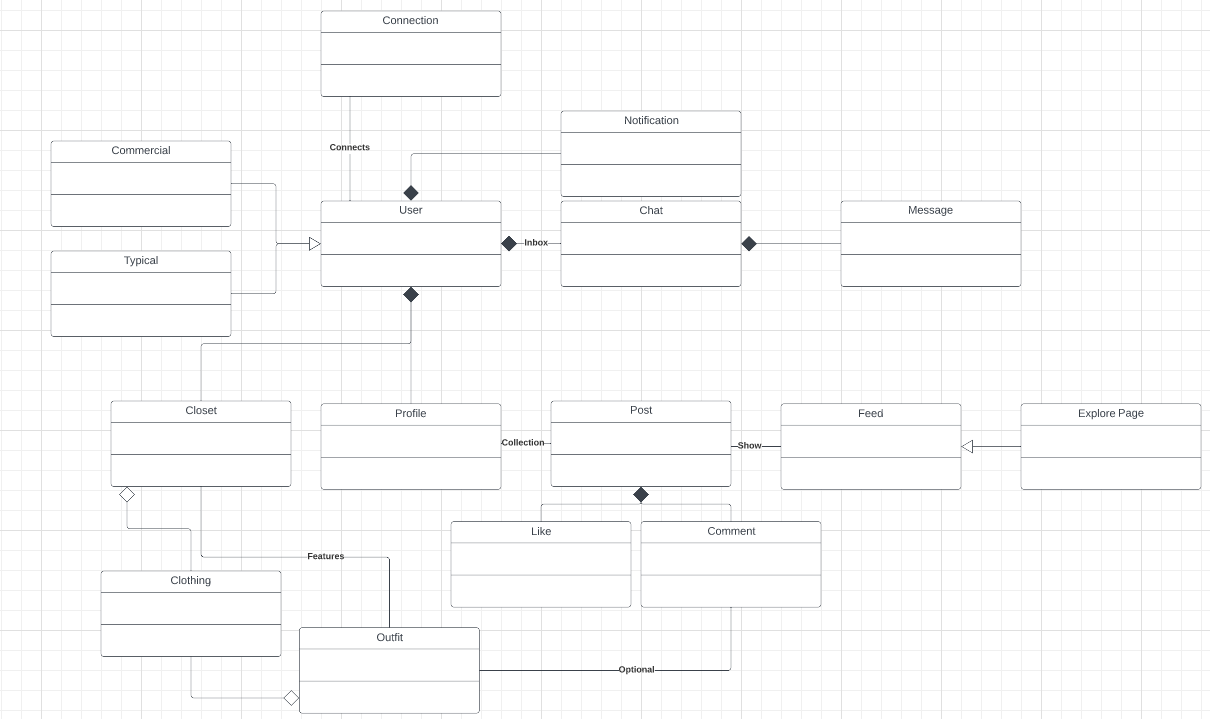 Connection
Notification
Connects
Commercial
User
Chat
Message
Inbox
Typical
Closet
Profile
Post
Feed
Explore Page
Collection
Show
Like
Comment
Features
Clothing
Outfit
Optional